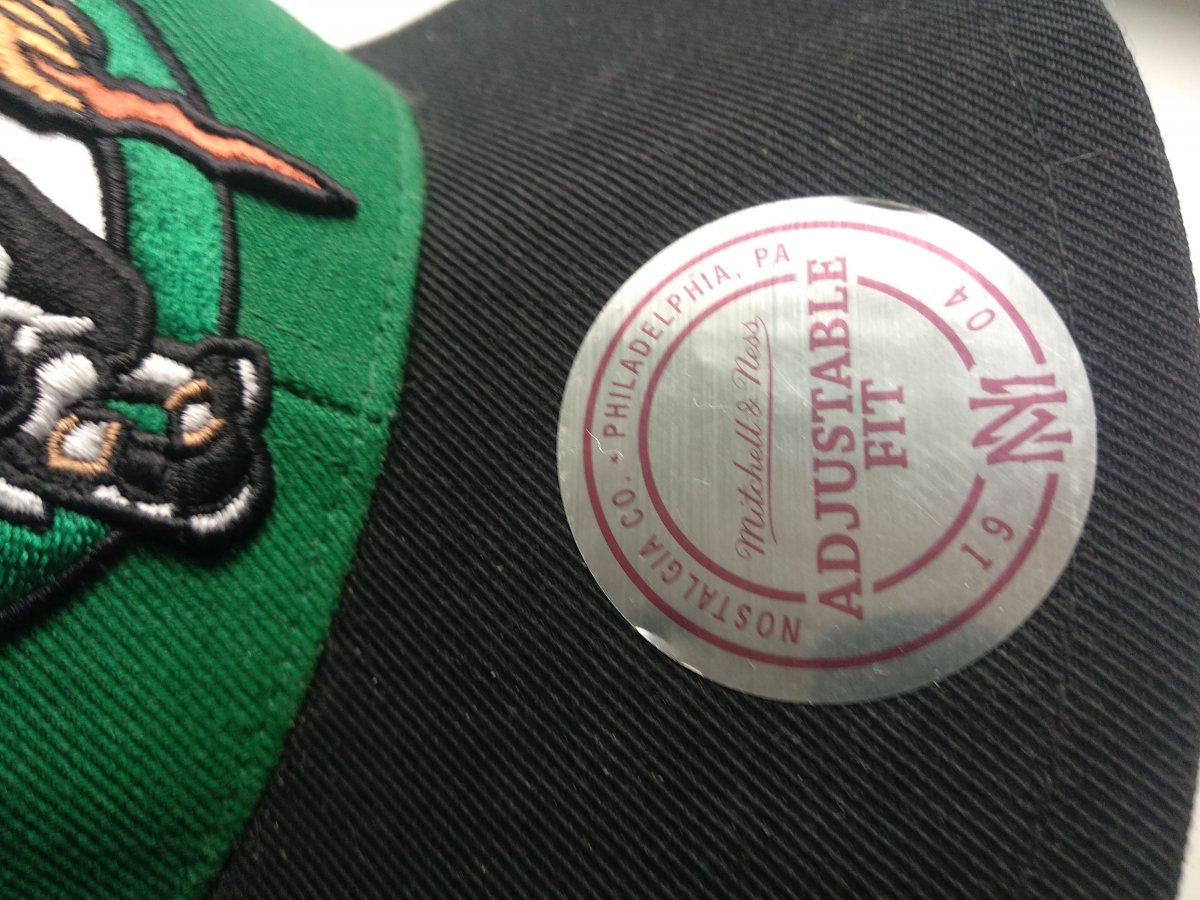 NOSTALGIA CO. • PHILADELPHIA, PA
Mitchell & Ness
ADJUSTABLE
FIT
19 M&N 04